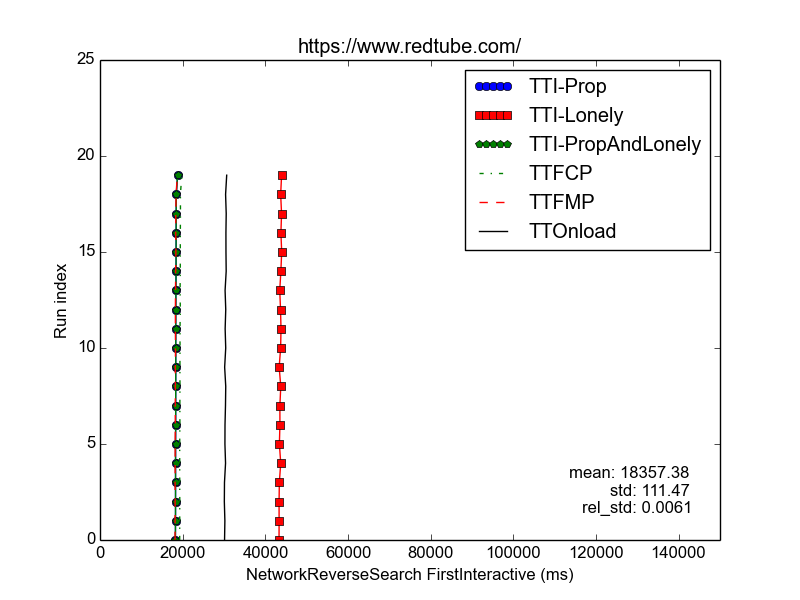 https://www.redtube.com/
25
20
15
10
5
0
Run index
TTI-Prop
TTI-Lonely
TTI-PropAndLonely
TTFCP
TTFMP
TTOnload
mean: 18357.38
std: 111.47
rel_std: 0.0061
0 20000 40000 60000 80000 100000 120000 140000
NetworkReverseSearch FirstInteractive (ms)